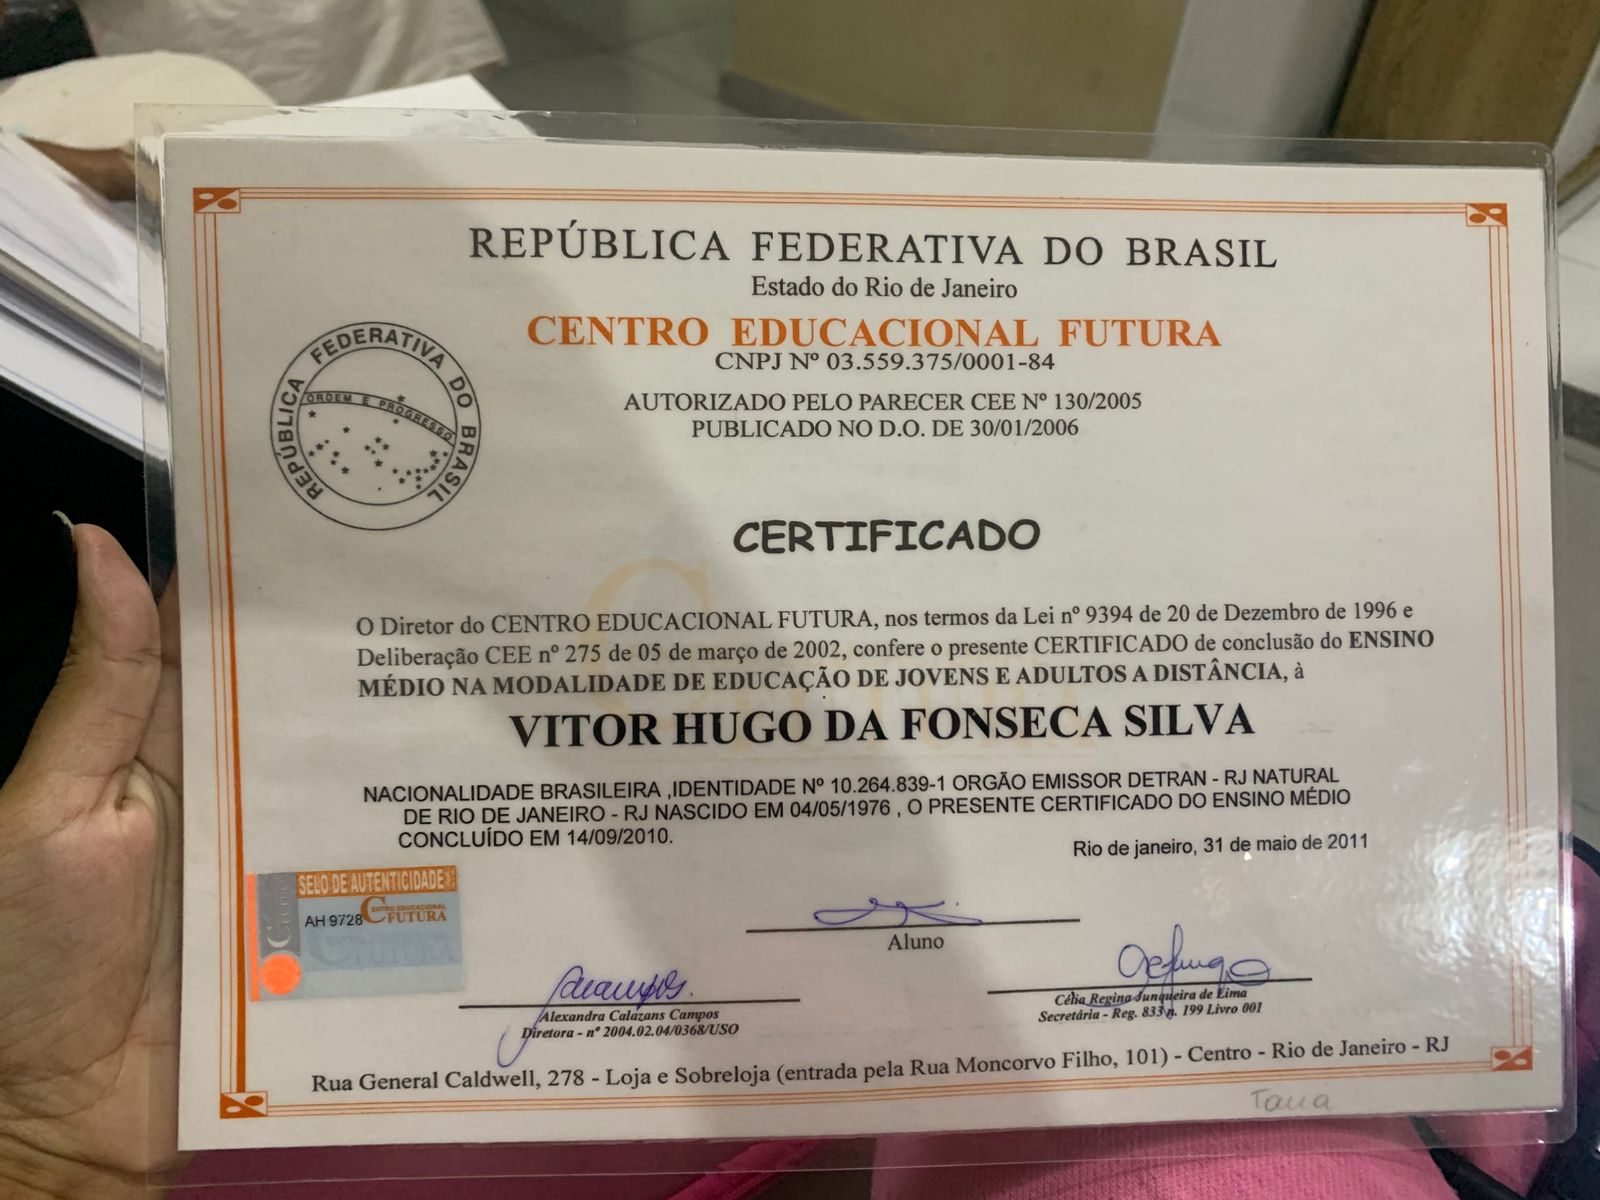 REPÚBLICA FEDERATIVA DO BRASIL
Estado do Rio de Janeiro
CENTRO EDUCACIONAL FUTURA
CNPJ Nº 03.559.375/0001-84
AUTORIZADO PELO PARECER CEE Nº 130/2005
PUBLICADO NO D.O. DE 30/01/2006
REPÚBLICA FEDERATIVA DO BRASIL
ORDEM E PROGRESSO
CERTIFICADO
O Diretor do CENTRO EDUCACIONAL FUTURA, nos termos da Lei nº 9394 de 20 de Dezembro de 1996 e
Deliberação CEE nº 275 de 05 de março de 2002, confere o presente CERTIFICADO de conclusão do ENSINO
MÉDIO NA MODALIDADE DE EDUCAÇÃO DE JOVENS E ADULTOS A DISTÂNCIA, à
VITOR HUGO DA FONSECA SILVA
NACIONALIDADE BRASILEIRA ,IDENTIDADE Nº 10.264.839-1 ORGÃO EMISSOR DETRAN - RJ NATURAL
DE RIO DE JANEIRO - RJ NASCIDO EM 04/05/1976 , O PRESENTE CERTIFICADO DO ENSINO MÉDIO
CONCLUÍDO EM 14/09/2010.
Rio de janeiro, 31 de maio de 2011
SELO DE AUTENTICIDADE
AH 9728
CENTRO EDUCACIONAL
FUTURA
Aluno
Alexandra Calazans Campos
Diretora - nº 2004.02.04/0368/USO
Célia Regina Junqueira de Lima
Secretária - Reg. 833 n. 199 Livro 001
Rua General Caldwell, 278 - Loja e Sobreloja (entrada pela Rua Moncorvo Filho, 101) - Centro - Rio de Janeiro - RJ